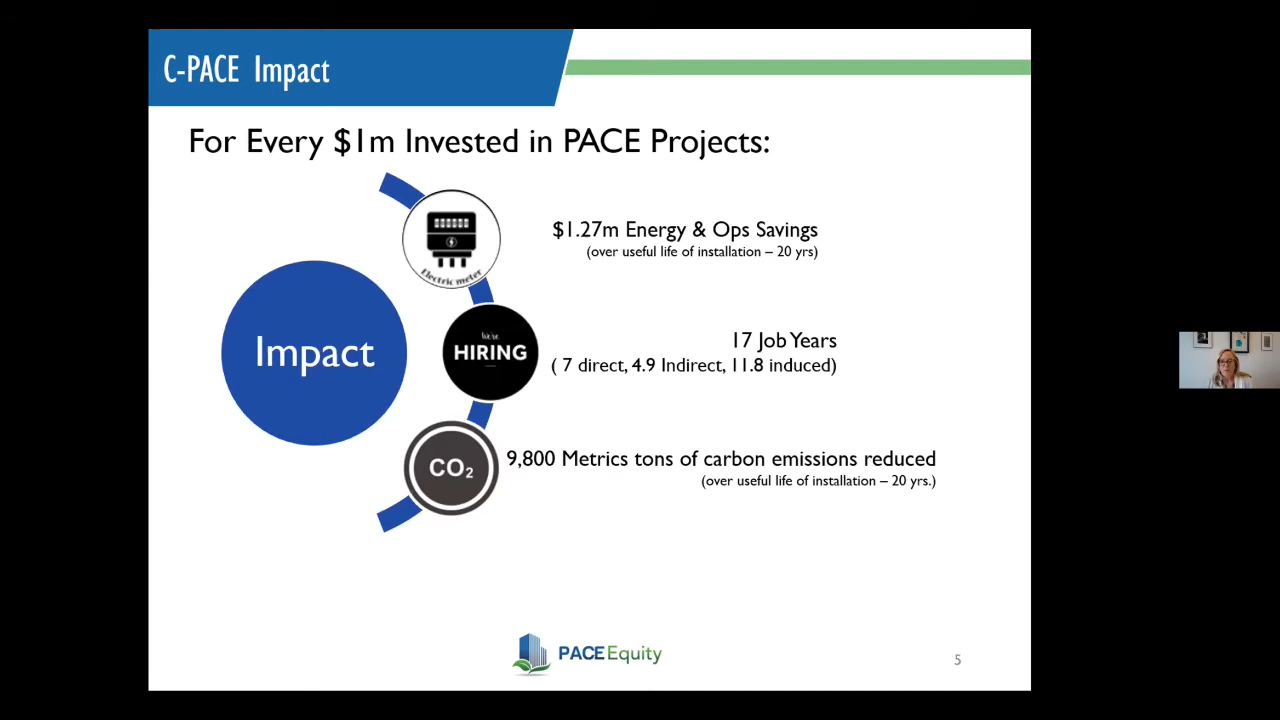 C-PACE Impact
For Every $1m Invested in PACE Projects:
$1.27m Energy & Ops Savings
(over useful life of installation – 20 yrs)
Electric meter
Impact
We're
HIRING
17 Job Years
( 7 direct, 4.9 Indirect, 11.8 induced)
CO₂
9,800 Metrics tons of carbon emissions reduced
(over useful life of installation – 20 yrs.)
PACE Equity
5